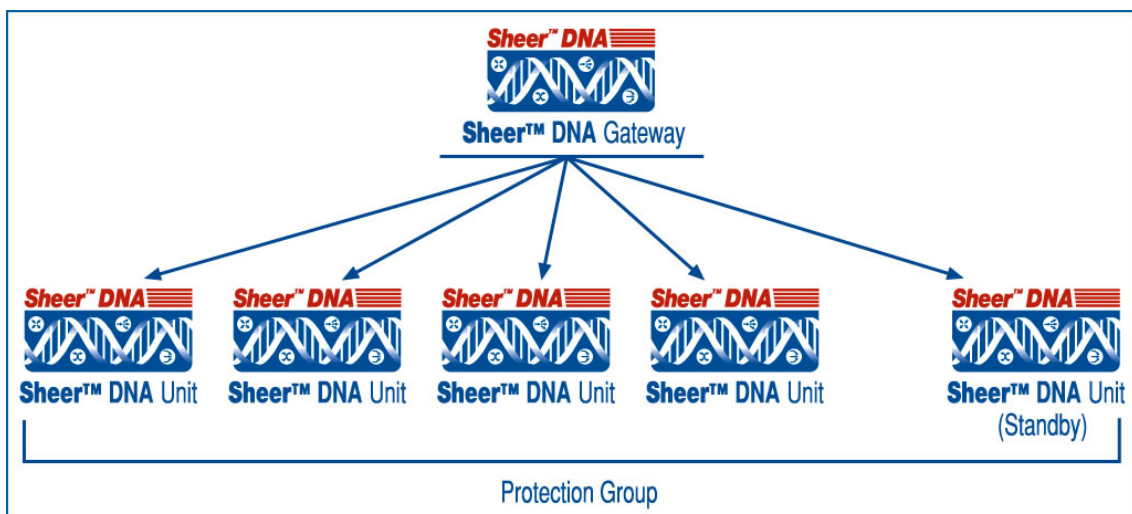 Sheer™ DNA
Sheer™ DNA Gateway
Sheer™ DNA
Sheer™ DNA Unit
Sheer™ DNA
Sheer™ DNA Unit
Sheer™ DNA
Sheer™ DNA Unit
Sheer™ DNA
Sheer™ DNA Unit
Sheer™ DNA
Sheer™ DNA Unit
(Standby)
Protection Group